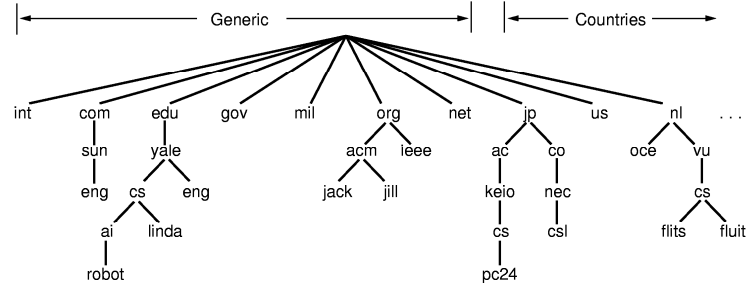 Generic Countries
int com edu gov mil org net jp us nl . . .
sun yale acm ieee ac co oce vu
eng cs eng jack jill keio nec cs
ai linda cs csl flits fluit
robot pc24